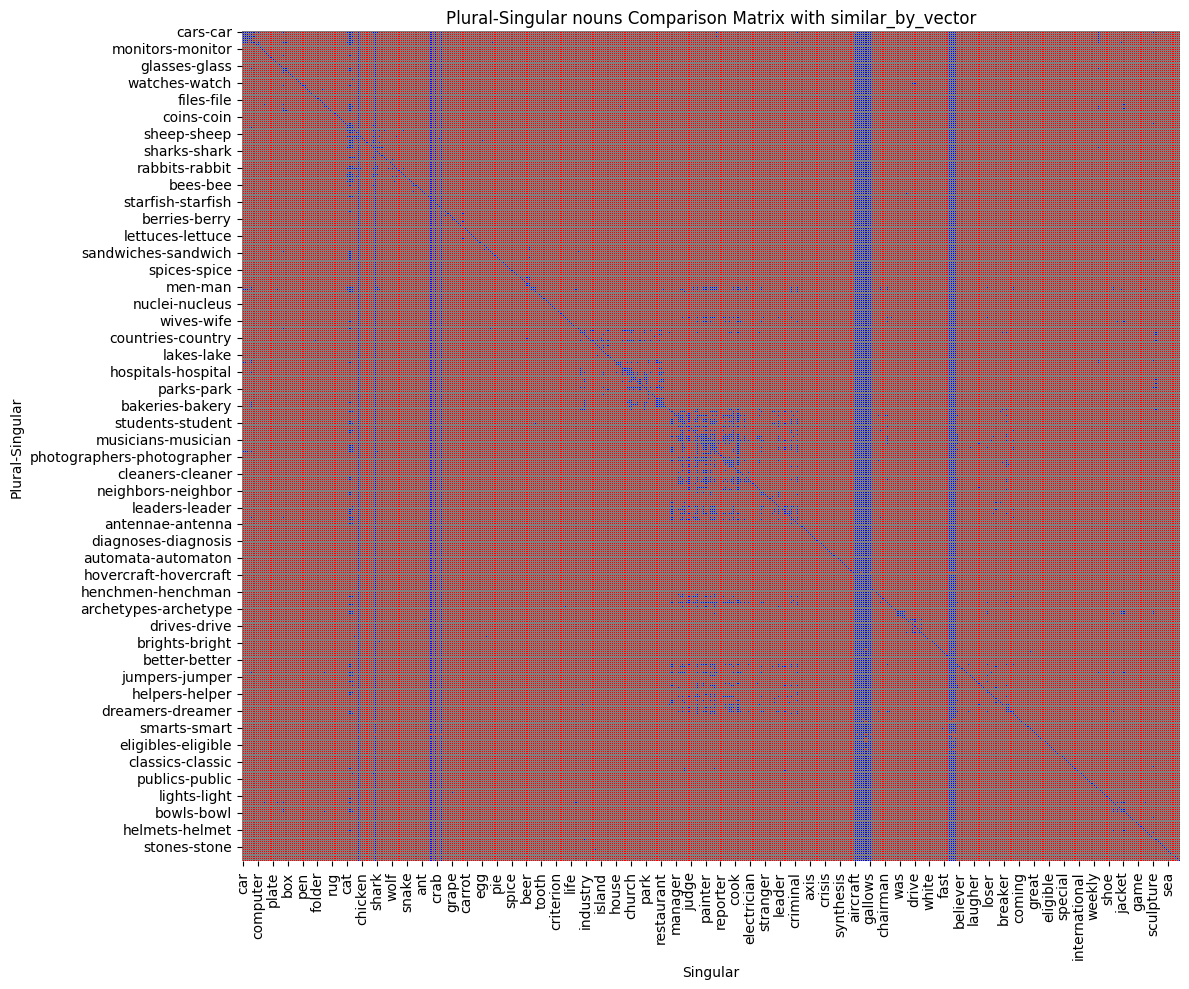 Plural-Singular nouns Comparison Matrix with similar_by_vector
cars-car
monitors-monitor
glasses-glass
watches-watch
files-file
coins-coin
sheep-sheep
sharks-shark
rabbits-rabbit
bees-bee
starfish-starfish
berries-berry
lettuces-lettuce
sandwiches-sandwich
spices-spice
men-man
nuclei-nucleus
wives-wife
countries-country
lakes-lake
hospitals-hospital
parks-park
bakeries-bakery
students-student
musicians-musician
photographers-photographer
cleaners-cleaner
neighbors-neighbor
leaders-leader
antennae-antenna
diagnoses-diagnosis
automata-automaton
hovercraft-hovercraft
henchmen-henchman
archetypes-archetype
drives-drive
brights-bright
better-better
jumpers-jumper
helpers-helper
dreamers-dreamer
smarts-smart
eligibles-eligible
classics-classic
publics-public
lights-light
bowls-bowl
helmets-helmet
stones-stone
Plural-Singular
car
computer
plate
box
pen
folder
rug
cat
chicken
shark
wolf
snake
ant
crab
grape
carrot
egg
pie
spice
beer
tooth
criterion
life
industry
island
house
church
park
restaurant
manager
judge
painter
reporter
cook
electrician
stranger
leader
criminal
axis
crisis
synthesis
aircraft
gallows
chairman
was
drive
white
fast
believer
laugher
loser
breaker
coming
great
eligible
special
international
weekly
shoe
jacket
game
sculpture
sea
Singular